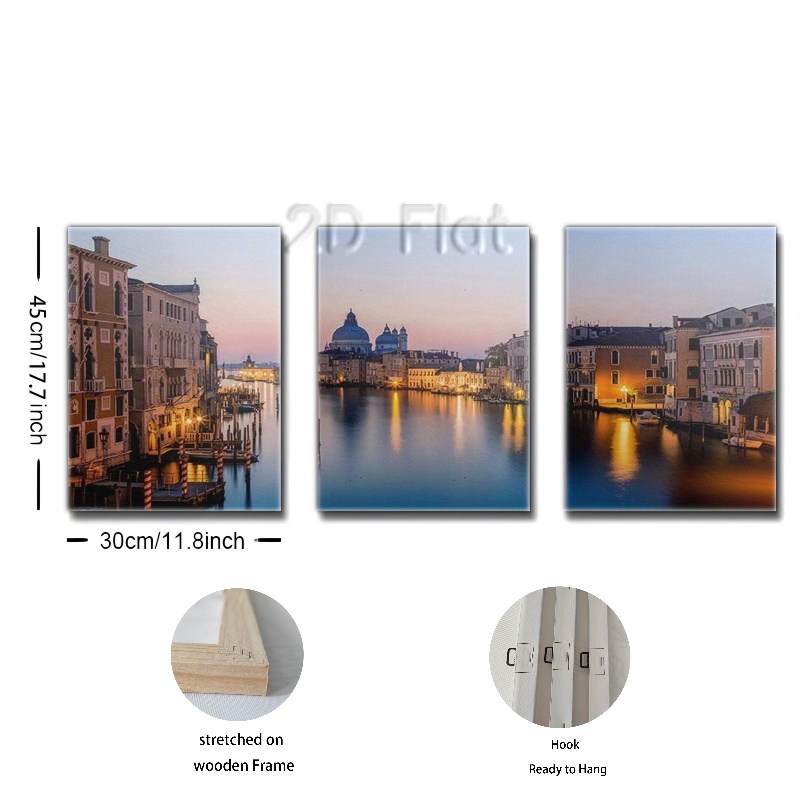 2D Flat
45cm/17.7inch
30cm/11.8inch
stretched on
wooden Frame
Hook
Ready to Hang